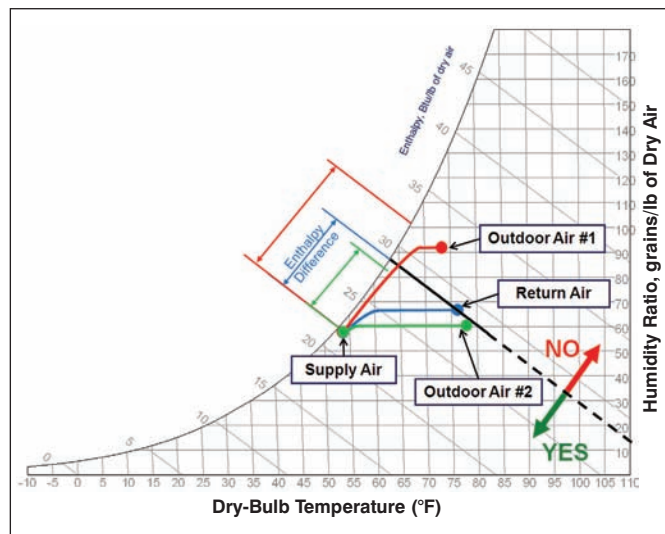 Enthalpy, Btu/lb of dry air
45
40
35
30
25
20
15
10
5
0
Enthalpy
Difference
Outdoor Air #1
Return Air
Supply Air
Outdoor Air #2
NO
YES
170
160
150
140
130
120
110
100
90
80
70
60
50
40
30
20
10
Humidity Ratio, grains/lb of Dry Air
-10 -5 0 5 10 15 20 25 30 35 40 45 50 55 60 65 70 75 80 85 90 95 100 105 110
Dry-Bulb Temperature (°F)